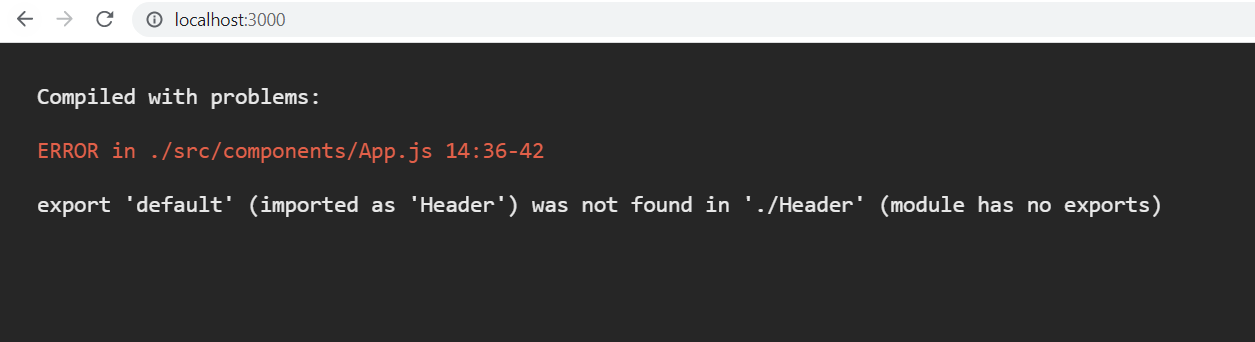 localhost:3000
Compiled with problems:
ERROR in ./src/components/App.js 14:36-42
export 'default' (imported as 'Header') was not found in './Header' (module has no exports)